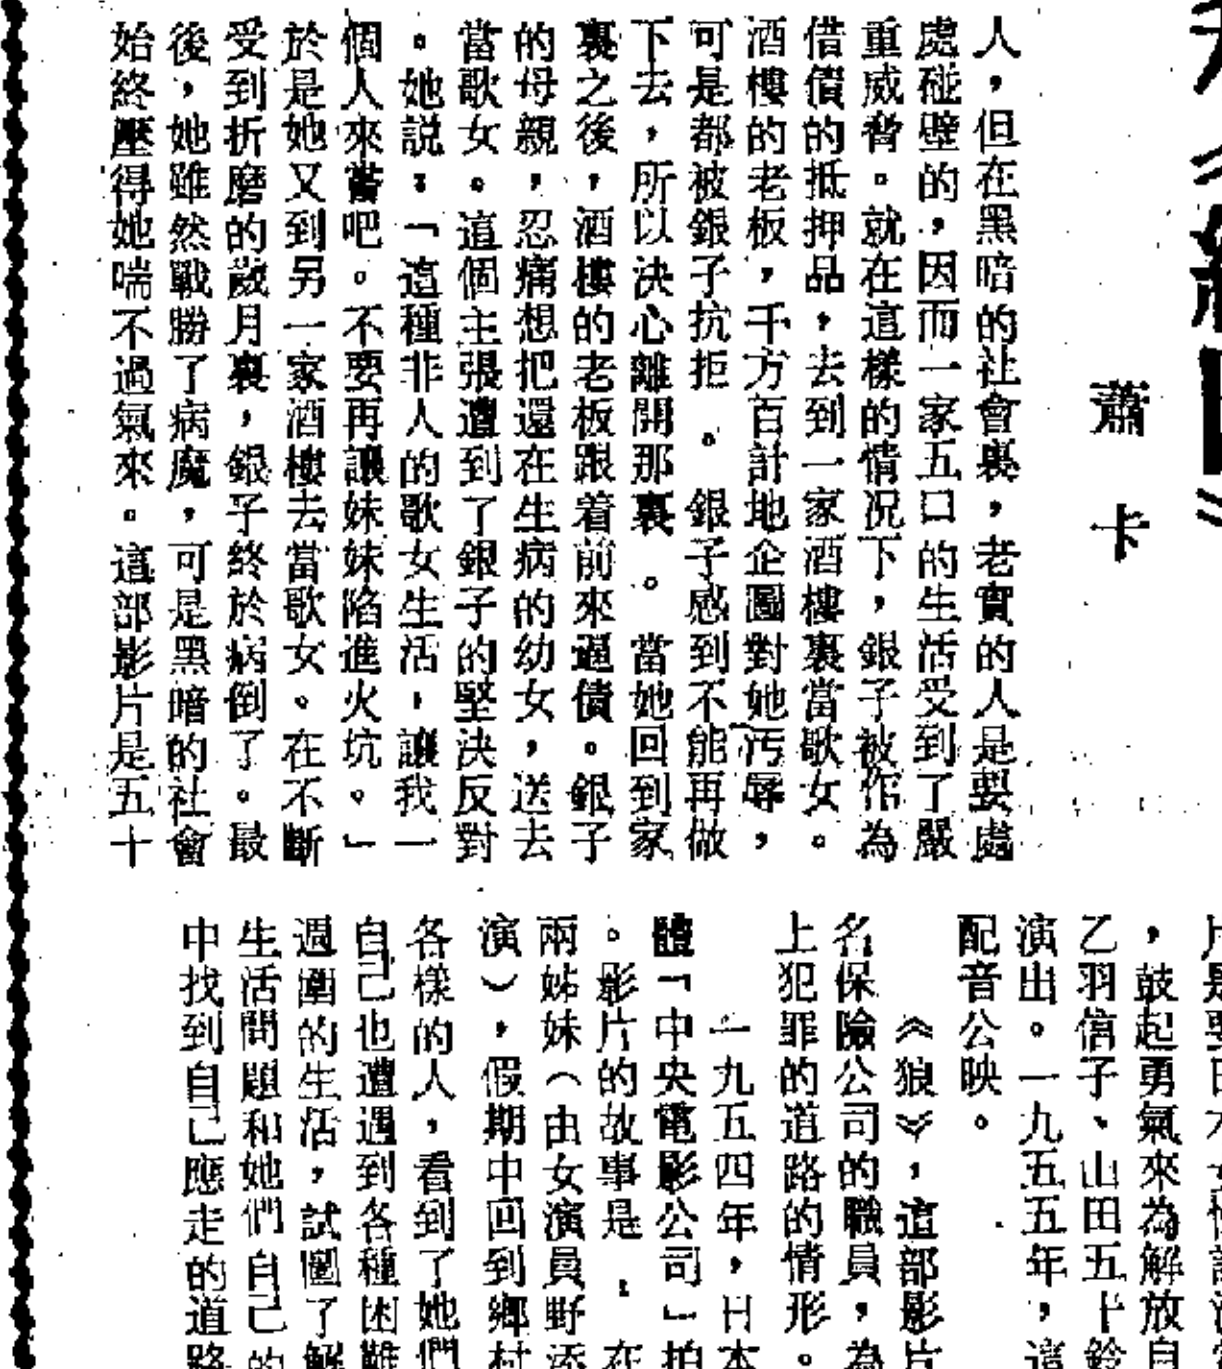 蕭卡
人，但在黑暗的社會裏，老實的人是要處
處碰壁的，因而一家五口的生活受到了嚴
重威脅。就在這樣的情况下，銀子被作為
借債的抵押品，去到一家酒樓裏當歌女。
酒樓的老板，千方百計地企圖對她污辱，
可是都被銀子抗拒。銀子感到不能再做
下去，所以決心離開那裏。當她回到家
裏之後，酒樓的老板跟着前來逼債。銀子
的母親，忍痛想把還在生病的幼女，送去
當歌女。這個主張遭到了銀子的堅決反對
。她説：「這種非人的歌女生活，讓我一
個人來嘗吧。不要再讓妹妹陷進火坑。」
於是她又到另一家酒樓去當歌女。在不斷
受到折磨的歲月裏，銀子終於病倒了。最
後，她雖然戰勝了病魔，可是黑暗的社會
始終壓得她喘不過氣來。這部影片是五十
片是要日本女性
，鼓起勇氣來為解放自
乙羽信子、山田五十鈴
演出。一九五五年，這
配音公映。
《狼》，這部影片
名保險公司的職員，為
上犯罪的道路的情形。
一九五四年，日本
體「中央電影公司」拍
。影片的故事是：在
兩姊妹（由女演員野添
演），假期中回到鄉村
各樣的人，看到了她們
自己也遭遇到各種困難
週圍的生活，試圖了解
生活問題和她們自己的
中找到自己應走的道路